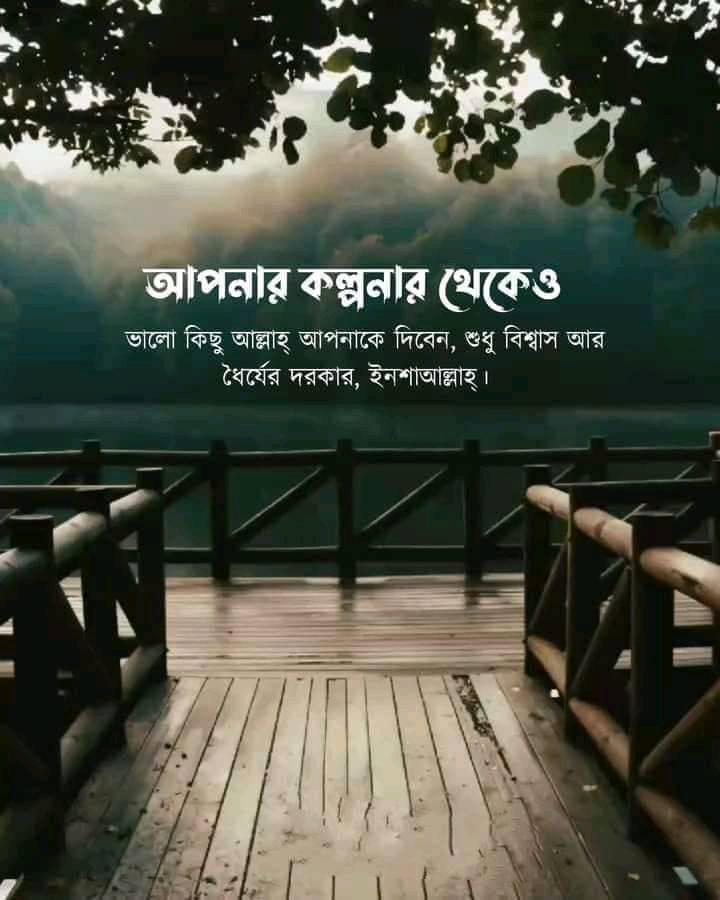 আপনার কল্পনার থেকেও
ভালো কিছু আল্লাহ্ আপনাকে দিবেন, শুধু বিশ্বাস আর
ধৈর্যের দরকার, ইনশাআল্লাহ্।